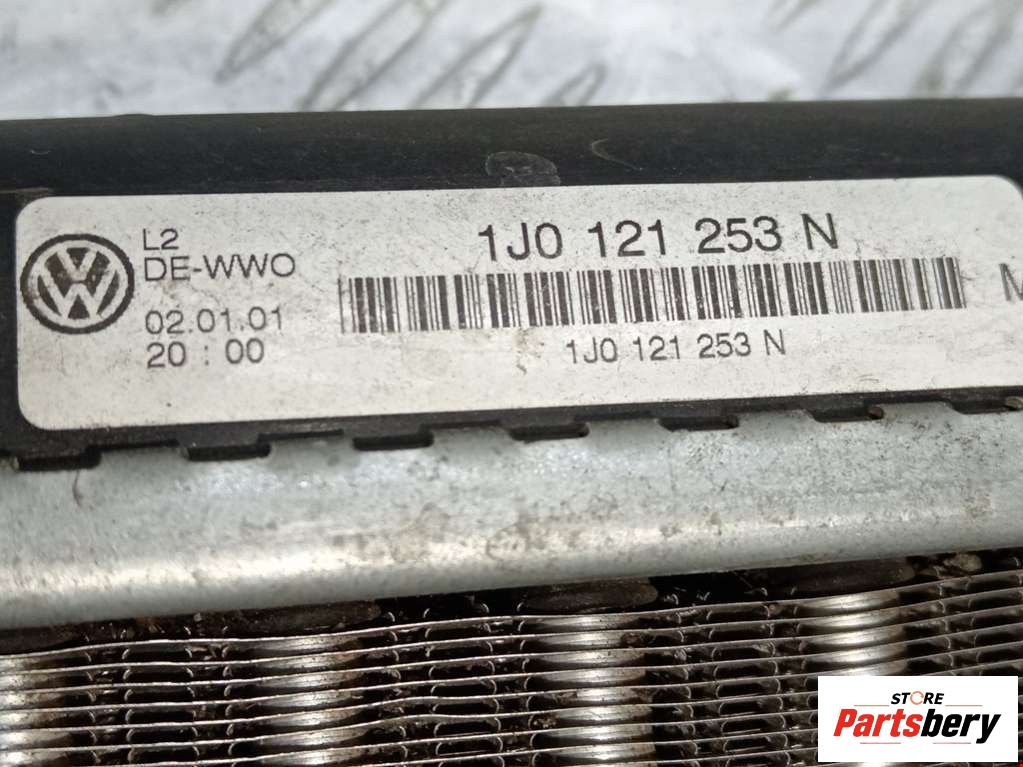 L2
DE-WWO
02.01.01
20 : 00
1J0 121 253 N
1J0 121 253 N
M
STORE
Partsbery